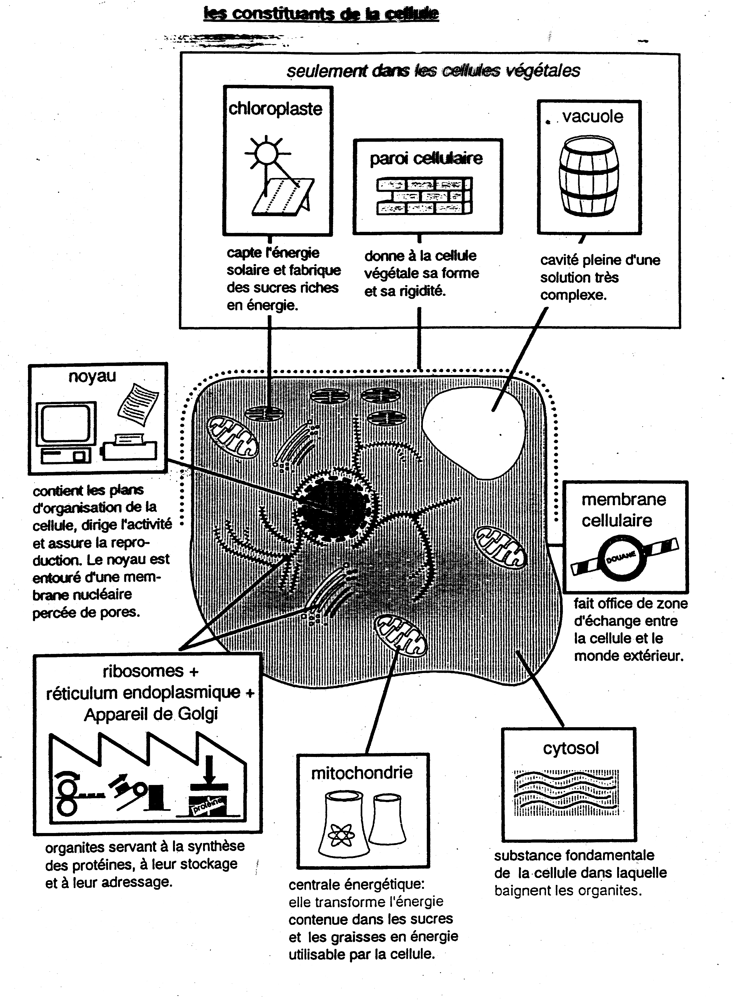 les constituants de la cellule
seulement dans les cellules végétales
chloroplaste
capte l'énergie
solaire et fabrique
des sucres riches
en énergie.
paroi cellulaire
donne à la cellule
végétale sa forme
et sa rigidité.
vacuole
cavité pleine d'une
solution très
complexe.
noyau
contient les plans
d'organisation de la
cellule, dirige l'activité
et assure la repro-
duction. Le noyau est
entouré d'une mem-
brane nucléaire
percée de pores.
membrane
cellulaire
DOUANE
fait office de zone
d'échange entre
la cellule et le
monde extérieur.
ribosomes +
réticulum endoplasmique +
Appareil de Golgi
protéine
organites servant à la synthèse
des protéines, à leur stockage
et à leur adressage.
mitochondrie
centrale énergétique:
elle transforme l'énergie
contenue dans les sucres
et les graisses en énergie
utilisable par la cellule.
cytosol
substance fondamentale
de la cellule dans laquelle
baignent les organites.